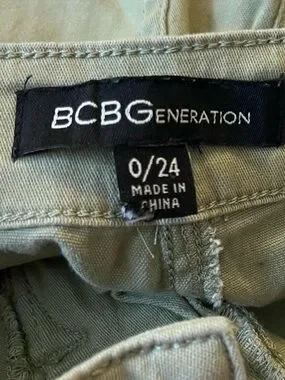 BCBGENERATION
0/24
MADE IN
CHINA